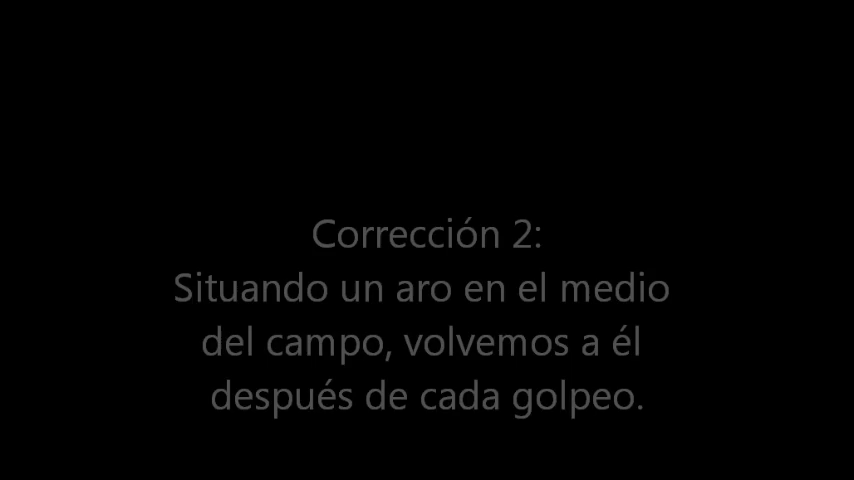 Corrección 2:
Situando un aro en el medio
del campo, volvemos a él
después de cada golpeo.